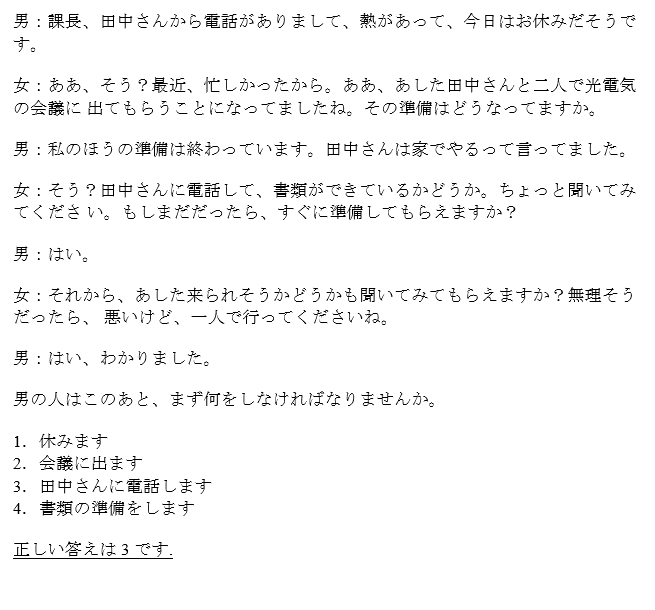 男：課長、田中さんから電話がありまして、熱があって、今日はお休みだそうで
す。
女：ああ、そう？最近、忙しかったから。ああ、あした田中さんと二人で光電気
の会議に 出てもらうことになってましたね。その準備はどうなってますか。
男：私のほうの準備は終わっています。田中さんは家でやるって言ってました。
女：そう？田中さんに電話して、書類ができているかどうか。ちょっと聞いてみ
てくださ い。もしまだだったら、すぐに準備してもらえますか？
男：はい。
女：それから、あした来られそうかどうかも聞いてみてもらえますか？無理そう
だったら、 悪いけど、一人で行ってくださいね。
男：はい、わかりました。
男の人はこのあと、まず何をしなければなりませんか。
1. 休みます
2. 会議に出ます
3. 田中さんに電話します
4. 書類の準備をします
正しい答えは 3 です.